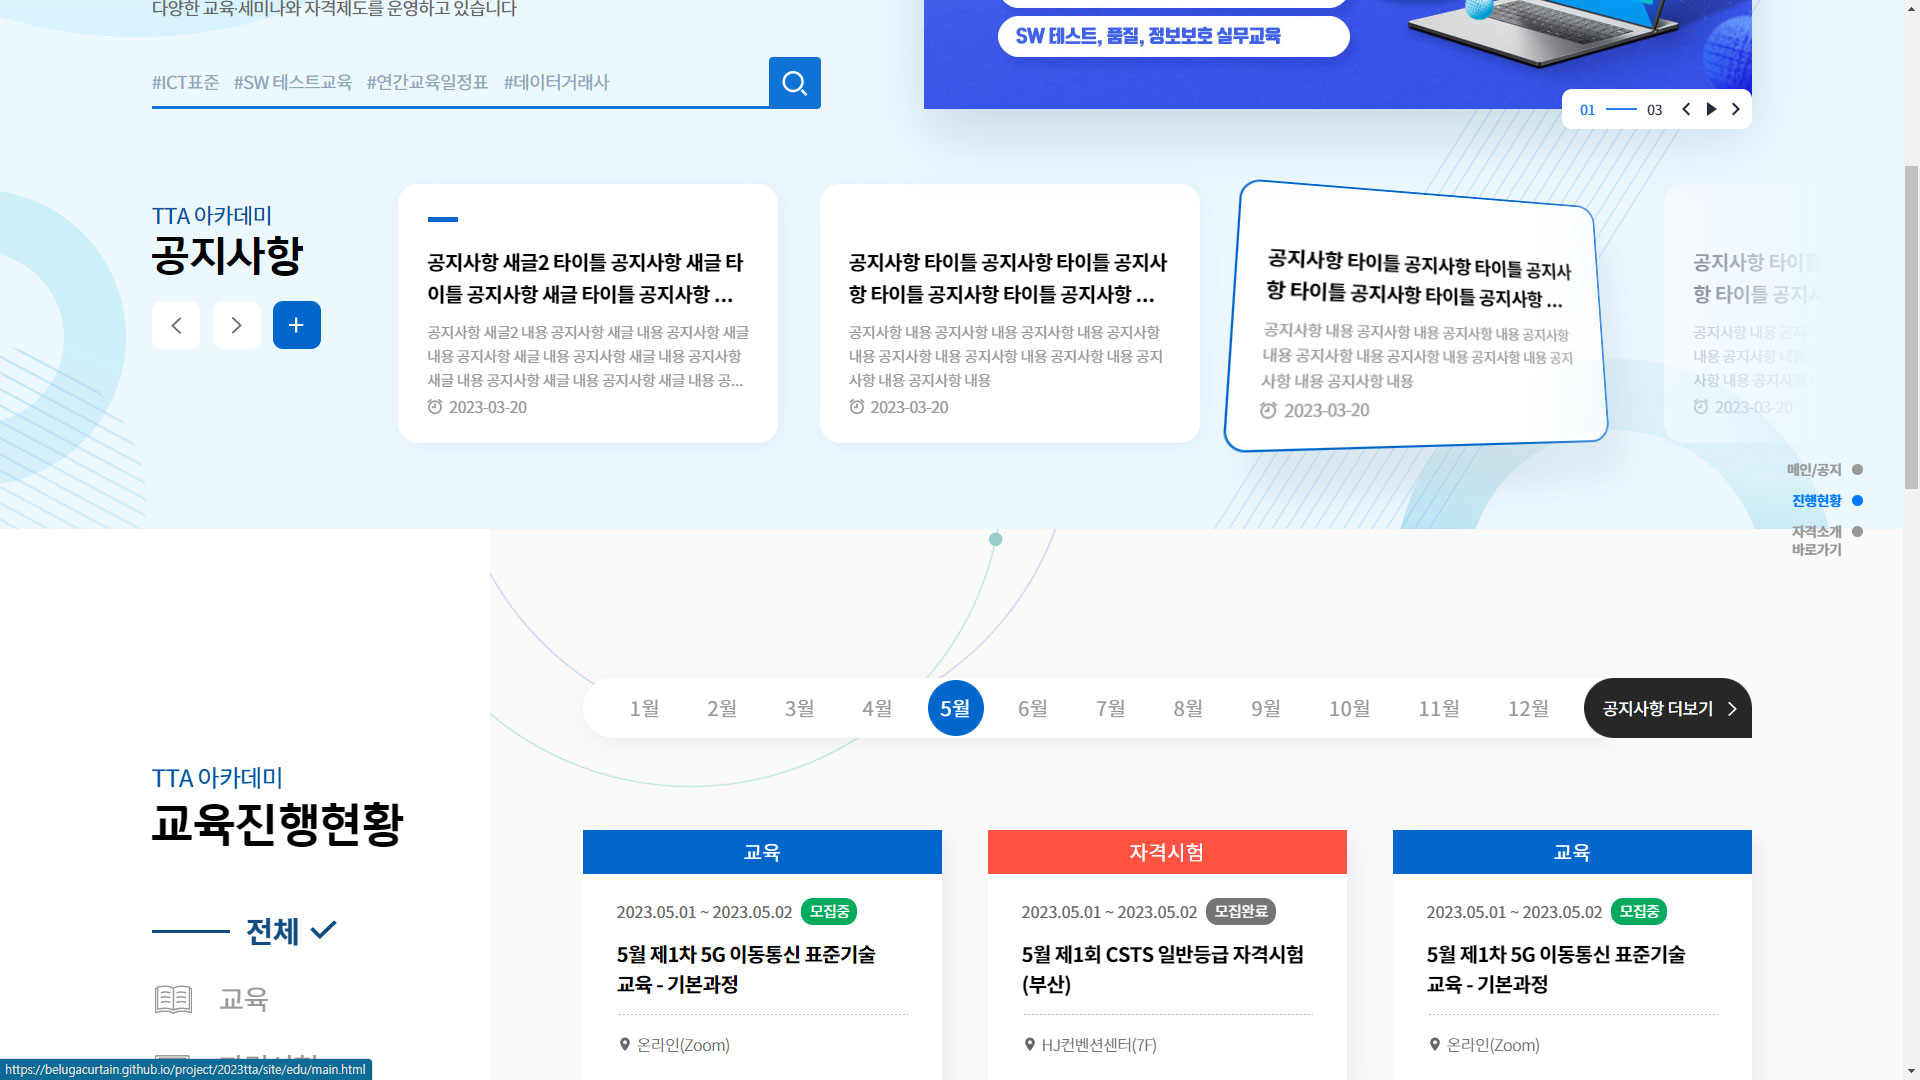 다양한 교육·세미나와 자격제도를 운영하고 있습니다
#ICT표준 #SW 테스트교육 #연간교육일정표 #데이터거래사
SW 테스트, 품질, 정보보호 실무교육
01 03
TTA 아카데미
공지사항
공지사항 새글2 타이틀 공지사항 새글 타
이틀 공지사항 새글 타이틀 공지사항 ...
공지사항 새글2 내용 공지사항 새글 내용 공지사항 새글
내용 공지사항 새글 내용 공지사항 새글 내용 공지사항
새글 내용 공지사항 새글 내용 공지사항 새글 내용 공...
2023-03-20
공지사항 타이틀 공지사항 타이틀 공지사
항 타이틀 공지사항 타이틀 공지사항 ...
공지사항 내용 공지사항 내용 공지사항 내용 공지사항
내용 공지사항 내용 공지사항 내용 공지사항 내용 공지
사항 내용 공지사항 내용
2023-03-20
공지사항 타이틀 공지사항 타이틀 공지사
항 타이틀 공지사항 타이틀 공지사항 ...
공지사항 내용 공지사항 내용 공지사항 내용 공지사항
내용 공지사항 내용 공지사항 내용 공지사항 내용 공지
사항 내용 공지사항 내용
2023-03-20
공지사항 타이틀
항 타이틀 공지사
공지사항 내용 공지사
내용 공지사항 내용
사항 내용 공지사항
2023-03-20
메인/공지
진행현황
자격소개
바로가기
1월 2월 3월 4월 5월 6월 7월 8월 9월 10월 11월 12월
공지사항 더보기
TTA 아카데미
교육진행현황
전체
교육
교육
2023.05.01 ~ 2023.05.02 모집중
5월 제1차 5G 이동통신 표준기술
교육 - 기본과정
온라인(Zoom)
자격시험
2023.05.01 ~ 2023.05.02 모집완료
5월 제1회 CSTS 일반등급 자격시험
(부산)
HJ컨벤션센터(7F)
교육
2023.05.01 ~ 2023.05.02 모집중
5월 제1차 5G 이동통신 표준기술
교육 - 기본과정
온라인(Zoom)
https://belugacurtain.github.io/project/2023tta/site/edu/main.html